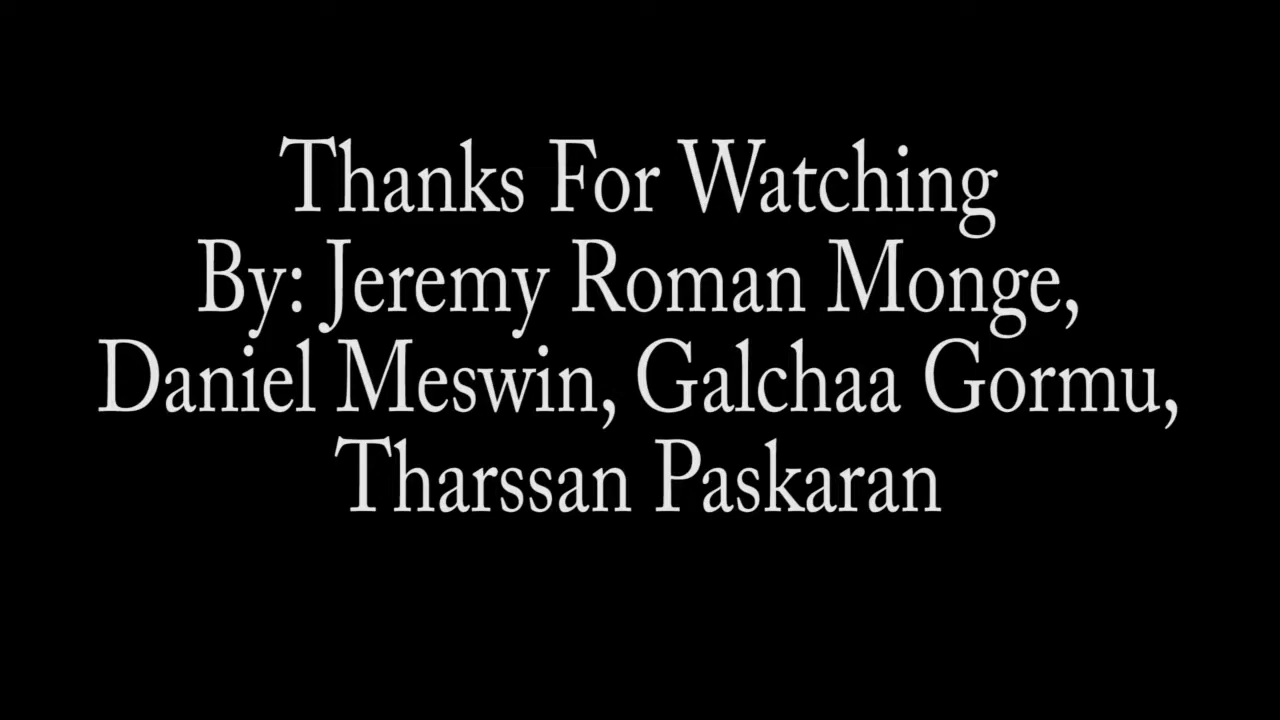 Thanks For Watching
By: Jeremy Roman Monge,
Daniel Meswin, Galchaa Gormu,
Tharssan Paskaran